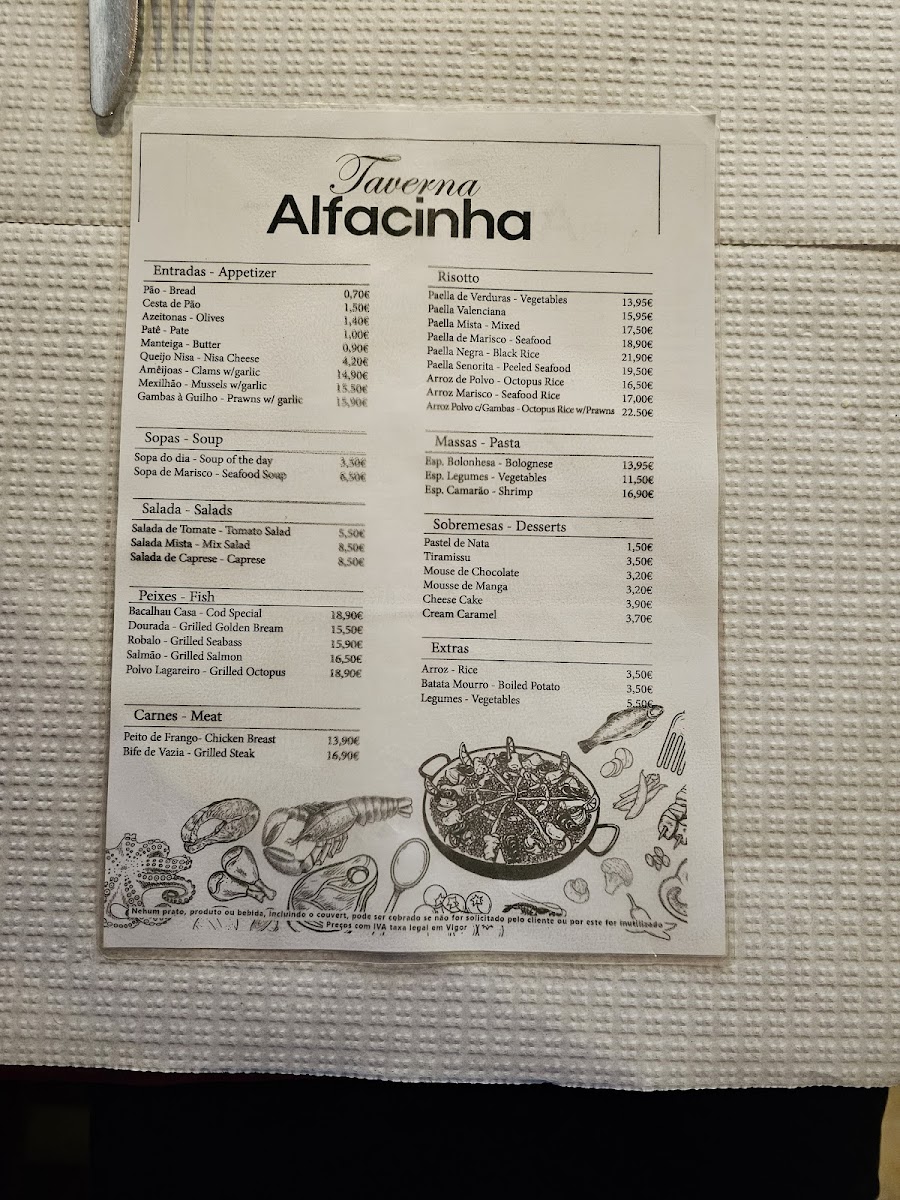 Taverna
Alfacinha
Entradas - Appetizer
Pão - Bread 0,70€
Cesta de Pão 1,50€
Azeitonas - Olives 1,40€
Patê - Pate 1,00€
Manteiga - Butter 0,90€
Queijo Nisa - Nisa Cheese 4,20€
Amêijoas - Clams w/garlic 14,90€
Mexilhão - Mussels w/garlic 15,50€
Gambas à Guilho - Prawns w/ garlic 15,90€
Sopas - Soup
Sopa do dia - Soup of the day 3,50€
Sopa de Marisco - Seafood Soup 6,50€
Salada - Salads
Salada de Tomate - Tomato Salad 5,50€
Salada Mista - Mix Salad 8,50€
Salada de Caprese - Caprese 8,50€
Peixes - Fish
Bacalhau Casa - Cod Special 18,90€
Dourada - Grilled Golden Bream 15,50€
Robalo - Grilled Seabass 15,90€
Salmão - Grilled Salmon 16,50€
Polvo Lagareiro - Grilled Octopus 18,90€
Carnes - Meat
Peito de Frango- Chicken Breast 13,90€
Bife de Vazia - Grilled Steak 16,90€
Risotto
Paella de Verduras - Vegetables 13,95€
Paella Valenciana 15,95€
Paella Mista - Mixed 17,50€
Paella de Marisco - Seafood 18,90€
Paella Negra - Black Rice 21,90€
Paella Senorita - Peeled Seafood 19,50€
Arroz de Polvo - Octopus Rice 16,50€
Arroz Marisco - Seafood Rice 17,00€
Arroz Polvo c/Gambas - Octopus Rice w/Prawns 22.50€
Massas - Pasta
Esp. Bolonhesa - Bolognese 13,95€
Esp. Legumes - Vegetables 11,50€
Esp. Camarão - Shrimp 16,90€
Sobremesas - Desserts
Pastel de Nata 1,50€
Tiramissu 3,50€
Mouse de Chocolate 3,20€
Mousse de Manga 3,20€
Cheese Cake 3,90€
Cream Caramel 3,70€
Extras
Arroz - Rice 3,50€
Batata Mourro - Boiled Potato 3,50€
Legumes - Vegetables 5,50€
Nehum prato, produto ou bebida, incluindo o couvert, pode ser cobrado se não for solicitado pelo cliente ou por este for inutilizado
Preços com IVA taxa legal em Vigor